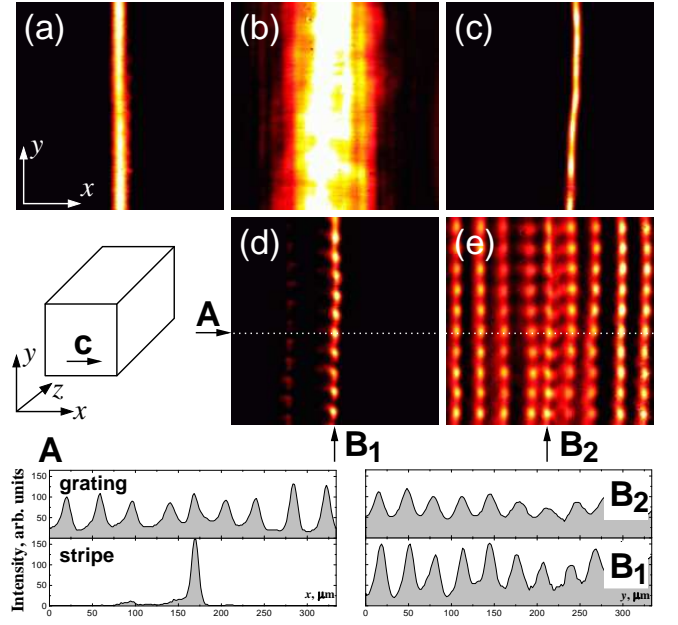 (a) (b) (c)
y
x
(d) (e)
A
c
y
z
x
B1 B2
A
Intensity, arb. units
150
100
50
grating
B2
150
100
50
0
stripe
x, μm
B1
y, μm
0 50 100 150 200 250 300
0 50 100 150 200 250 300